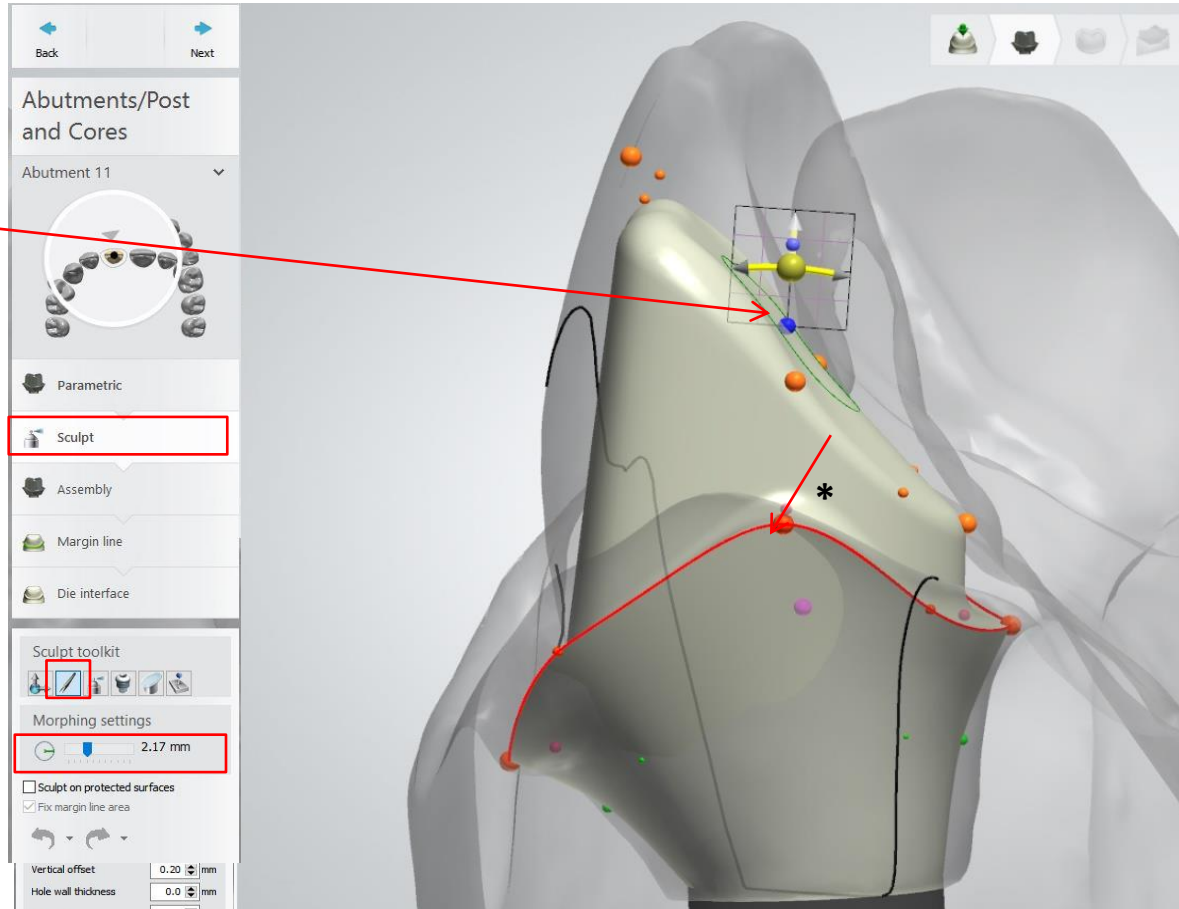 Back
Next
Abutments/Post
and Cores
Abutment 11
Parametric
Sculpt
Assembly
Margin line
Die interface
Sculpt toolkit
Morphing settings
2.17 mm
Sculpt on protected surfaces
Fix margin line area
Vertical offset 0.20 mm
Hole wall thickness 0.0 mm
*